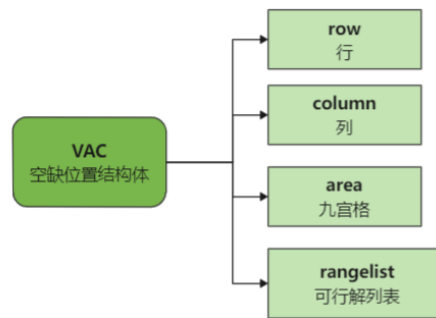 VAC
空缺位置结构体
row
行
column
列
area
九宫格
rangelist
可行解列表